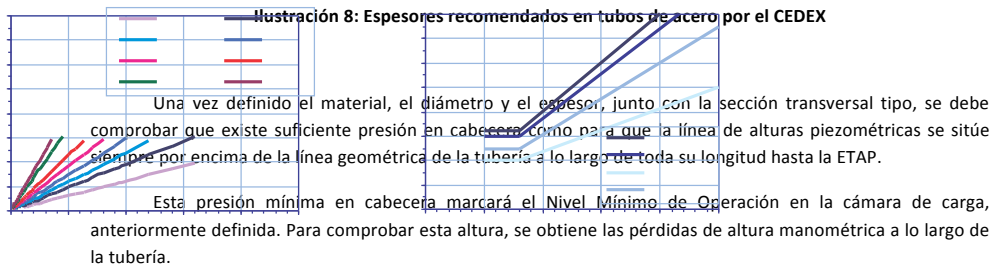 Ilustración 8: Espesores recomendados en tubos de acero por el CEDEX
Una vez definido el material, el diámetro y el espesor, junto con la sección transversal tipo, se debe
comprobar que existe suficiente presión en cabecera como para que la línea de alturas piezométricas se sitúe
siempre por encima de la línea geométrica de la tubería a lo largo de toda su longitud hasta la ETAP.
Esta presión mínima en cabecera marcará el Nivel Mínimo de Operación en la cámara de carga,
anteriormente definida. Para comprobar esta altura, se obtiene las pérdidas de altura manométrica a lo largo de
la tubería.